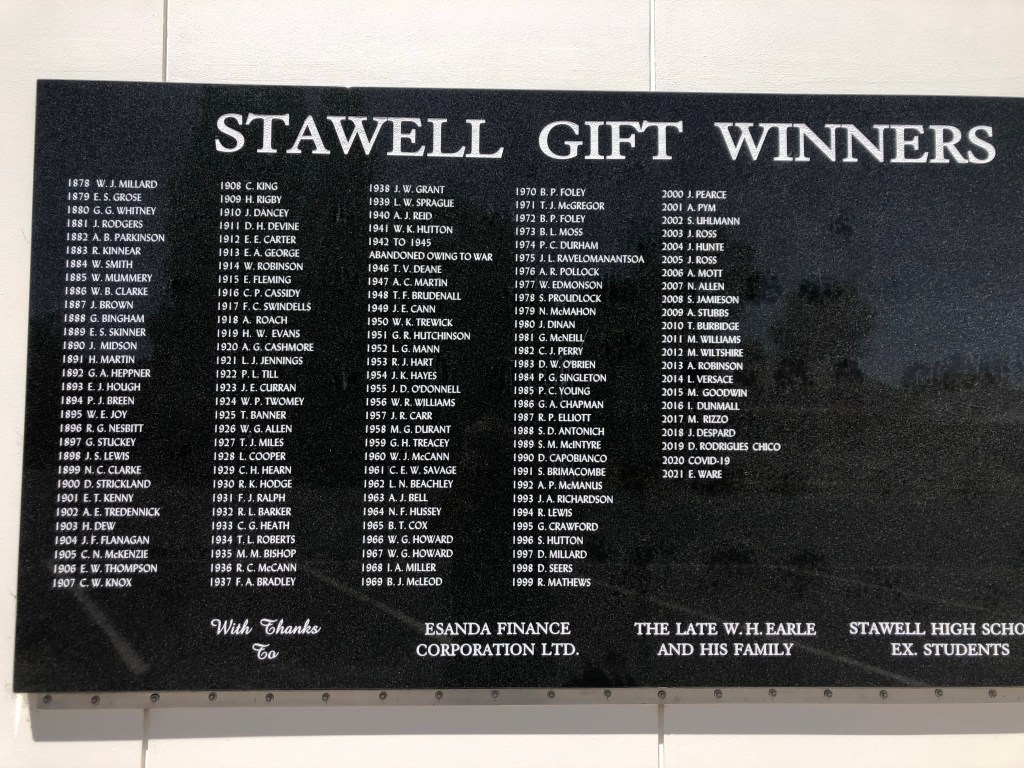 STAWELL GIFT WINNERS
1878 W. J. MILLARD
1879 E. S. GROSE
1880 G. G. WHITNEY
1881 J. RODGERS
1882 A. B. PARKINSON
1883 R. KINNEAR
1884 W. SMITH
1885 W. MUMMERY
1886 W. B. CLARKE
1887 J. BROWN
1888 G. BINGHAM
1889 E. S. SKINNER
1890 J. MIDSON
1891 H. MARTIN
1892 G. A. HEPPNER
1893 E. J. HOUGH
1894 P. J. BREEN
1895 W. E. JOY
1896 R. G. NESBITT
1897 G. STUCKEY
1898 J. S. LEWIS
1899 N. C. CLARKE
1900 D. STRICKLAND
1901 E. T. KENNY
1902 A. E. TREDENNICK
1903 H. DEW
1904 J. F. FLANAGAN
1905 C. N. McKENZIE
1906 E. W. THOMPSON
1907 C. W. KNOX
1908 C. KING
1909 H. RIGBY
1910 J. DANCEY
1911 D. H. DEVINE
1912 E. E. CARTER
1913 E. A. GEORGE
1914 W. ROBINSON
1915 E. FLEMING
1916 C. P. CASSIDY
1917 F. C. SWINDELLS
1918 A. ROACH
1919 H. W. EVANS
1920 A. G. CASHMORE
1921 L. J. JENNINGS
1922 P. L. TILL
1923 J. E. CURRAN
1924 W. P. TWOMEY
1925 T. BANNER
1926 W. G. ALLEN
1927 T. J. MILES
1928 L. COOPER
1929 C. H. HEARN
1930 R. K. HODGE
1931 F. J. RALPH
1932 R. L. BARKER
1933 C. G. HEATH
1934 T. L. ROBERTS
1935 M. M. BISHOP
1936 R. C. McCANN
1937 F. A. BRADLEY
1938 J. W. GRANT
1939 L. W. SPRAGUE
1940 A. J. REID
1941 W. K. HUTTON
1942 TO 1945
ABANDONED OWING TO WAR
1946 T. V. DEANE
1947 A. C. MARTIN
1948 T. F. BRUDENALL
1949 J. E. CANN
1950 W. K. TREWICK
1951 G. R. HUTCHINSON
1952 L. G. MANN
1953 R. J. HART
1954 J. K. HAYES
1955 J. D. O'DONNELL
1956 W. R. WILLIAMS
1957 J. R. CARR
1958 M. G. DURANT
1959 G. H. TREACY
1960 W. J. McCANN
1961 C. E. W. SAVAGE
1962 L. N. BEACHLEY
1963 A. J. BELL
1964 N. F. HUSSEY
1965 B. T. COX
1966 W. G. HOWARD
1967 W. G. HOWARD
1968 I. A. MILLER
1969 B. J. McLEOD
1970 B. P. FOLEY
1971 T. J. McGREGOR
1972 B. P. FOLEY
1973 B. L. MOSS
1974 P. C. DURHAM
1975 J. L. RAVELOMANANTSOA
1976 A. R. POLLOCK
1977 W. EDMONSON
1978 S. PROUDLOCK
1979 N. McMAHON
1980 J. DINAN
1981 G. McNEILL
1982 C. J. PERRY
1983 D. W. O'BRIEN
1984 P. G. SINGLETON
1985 P. C. YOUNG
1986 G. A. CHAPMAN
1987 R. P. ELLIOTT
1988 S. D. ANTONICH
1989 S. M. McINTYRE
1990 D. CAPOBIANCO
1991 S. BRIMACOMBE
1992 A. P. McMANUS
1993 J. A. RICHARDSON
1994 R. LEWIS
1995 G. CRAWFORD
1996 S. HUTTON
1997 D. MILLARD
1998 D. SEERS
1999 R. MATHEWS
2000 J. PEARCE
2001 A. PYM
2002 S. UHLMANN
2003 J. ROSS
2004 J. HUNTE
2005 J. ROSS
2006 A. MOTT
2007 N. ALLEN
2008 S. JAMIESON
2009 A. STUBBS
2010 T. BURBIDGE
2011 M. WILLIAMS
2012 M. WILTSHIRE
2013 A. ROBINSON
2014 L. VERSACE
2015 M. GOODWIN
2016 I. DUNMALL
2017 M. RIZZO
2018 J. DESPARD
2019 D. RODRIGUES CHICO
2020 COVID-19
2021 E. WARE
With Thanks
To
ESANDA FINANCE
CORPORATION LTD.
THE LATE W. H. EARLE
AND HIS FAMILY
STAWELL HIGH SCHO
EX. STUDENTS